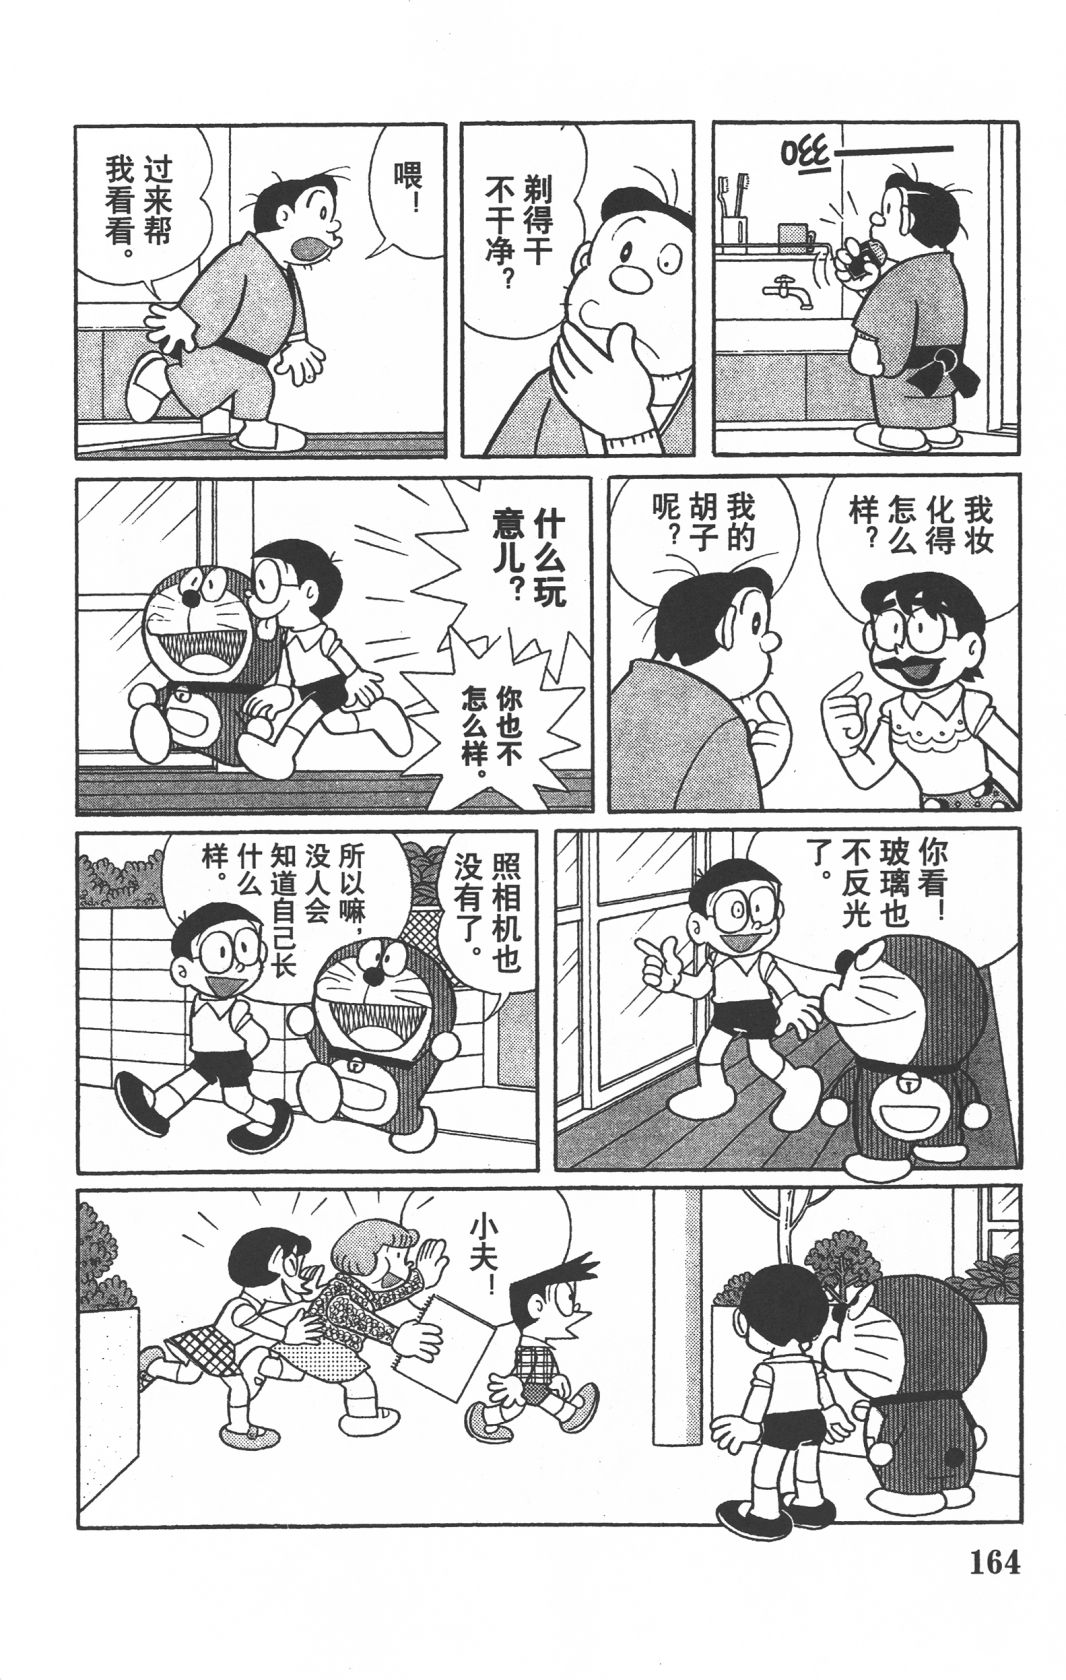 嗞
剃得干
不干净？
喂！
过来帮
我看看。
我妆
化得
怎么
样？
我的
胡子
呢？
什么玩
意儿？
你也不
怎么样。
你看！
玻璃也
不反光
了。
照相机也
没有了。
所以嘛，
没人会
知道自己长
什么
样。
小夫！
164